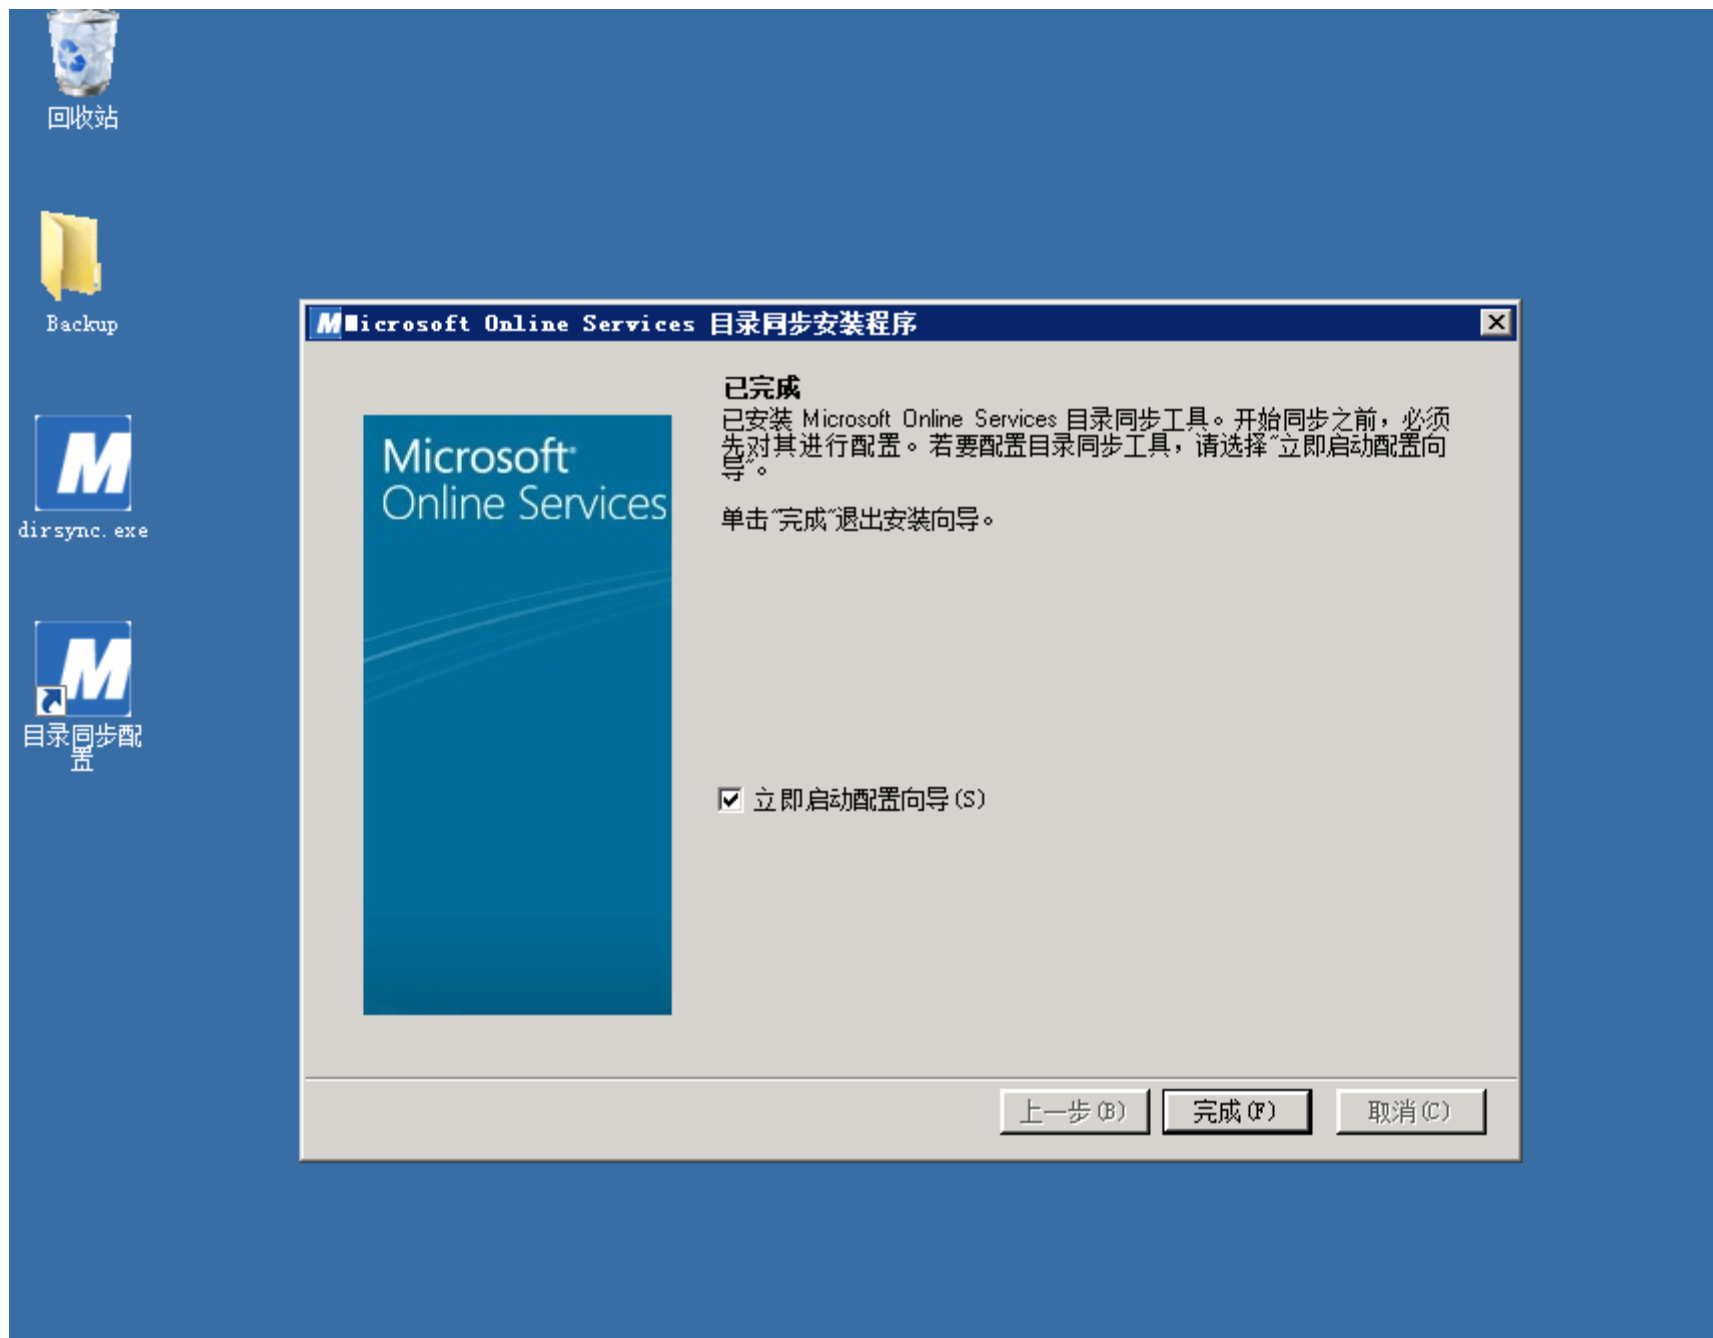 回收站
Backup
dirsync.exe
目录同步配
置
Microsoft Online Services 目录同步安装程序
Microsoft
Online Services
已完成
已安装 Microsoft Online Services 目录同步工具。开始同步之前，必须
先对其进行配置。若要配置目录同步工具，请选择“立即启动配置向
导”。
单击“完成”退出安装向导。
立即启动配置向导(S)
上一步(B)
完成(F)
取消(C)